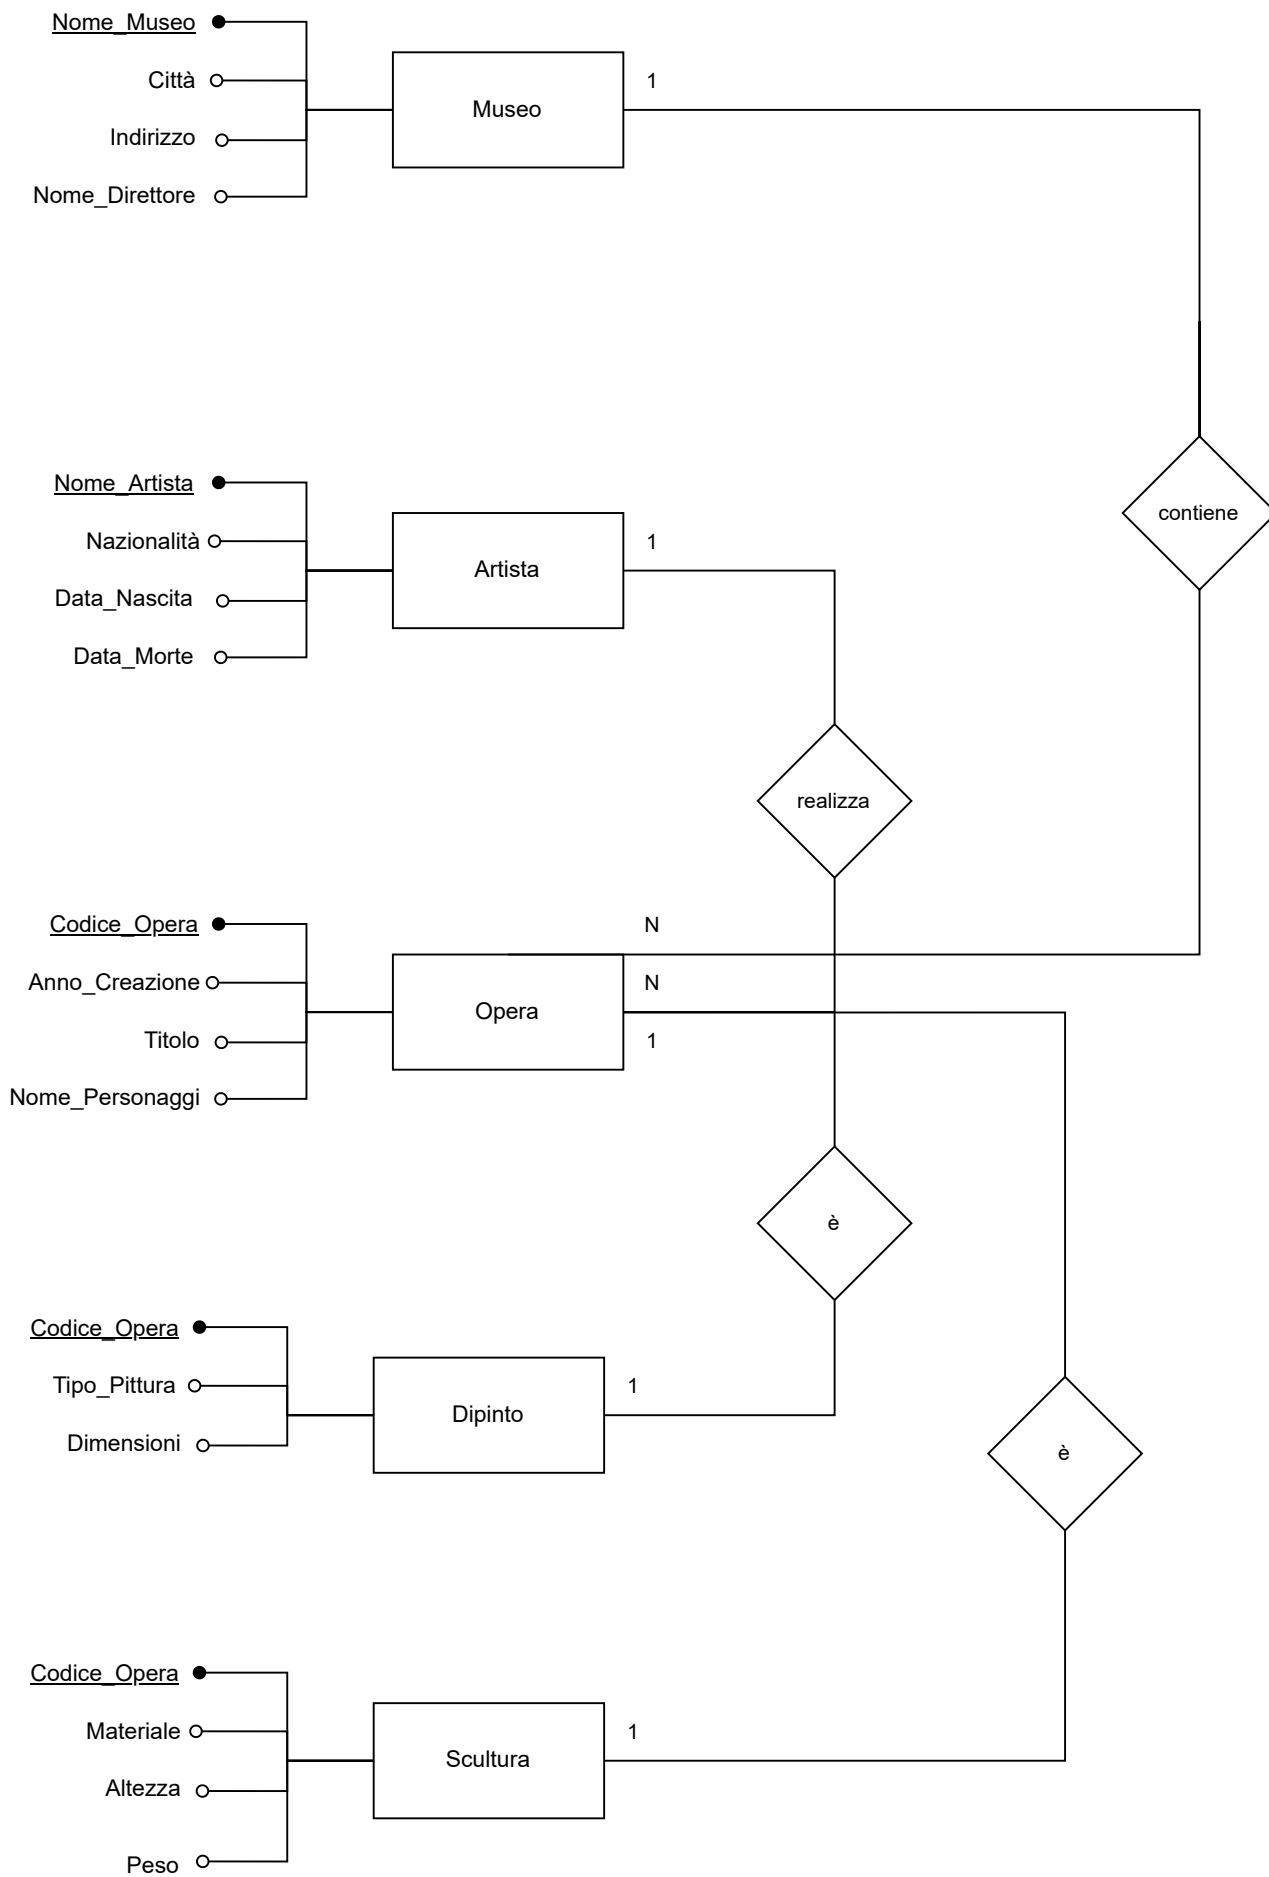 Nome_Museo
Città
Indirizzo
Nome_Direttore
Museo
1
contiene
Nome_Artista
Nazionalità
Data_Nascita
Data_Morte
Artista
1
realizza
Codice_Opera
Anno_Creazione
Titolo
Nome_Personaggi
Opera
N
N
1
è
Codice_Opera
Tipo_Pittura
Dimensioni
Dipinto
1
è
Codice_Opera
Materiale
Altezza
Peso
Scultura
1